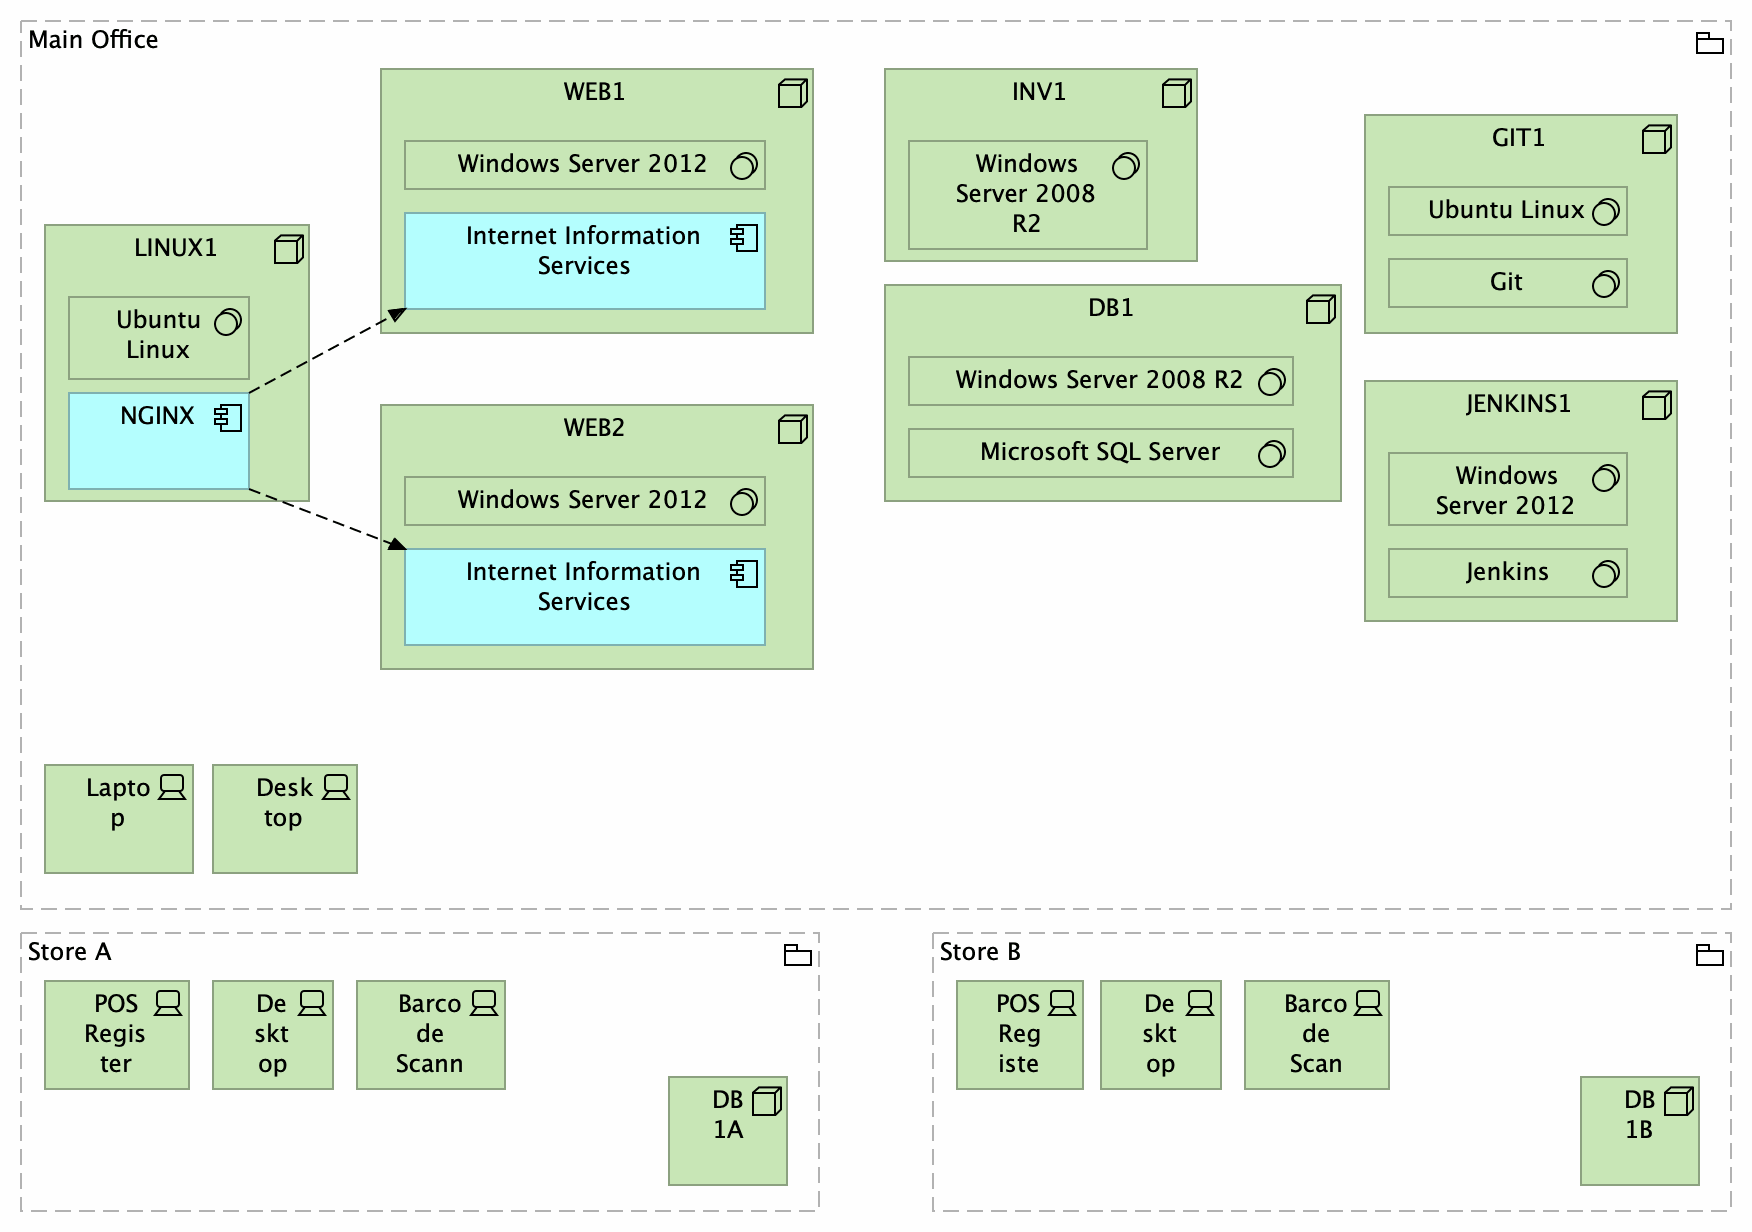 Main Office
LINUX1
Ubuntu
Linux
NGINX
WEB1
Windows Server 2012
Internet Information
Services
WEB2
Windows Server 2012
Internet Information
Services
INV1
Windows
Server 2008
R2
DB1
Windows Server 2008 R2
Microsoft SQL Server
GIT1
Ubuntu Linux
Git
JENKINS1
Windows
Server 2012
Jenkins
Lapto
p
Desk
top
Store A
POS
Regis
ter
De
skt
op
Barco
de
Scann
DB
1A
Store B
POS
Reg
iste
De
skt
op
Barco
de
Scan
DB
1B